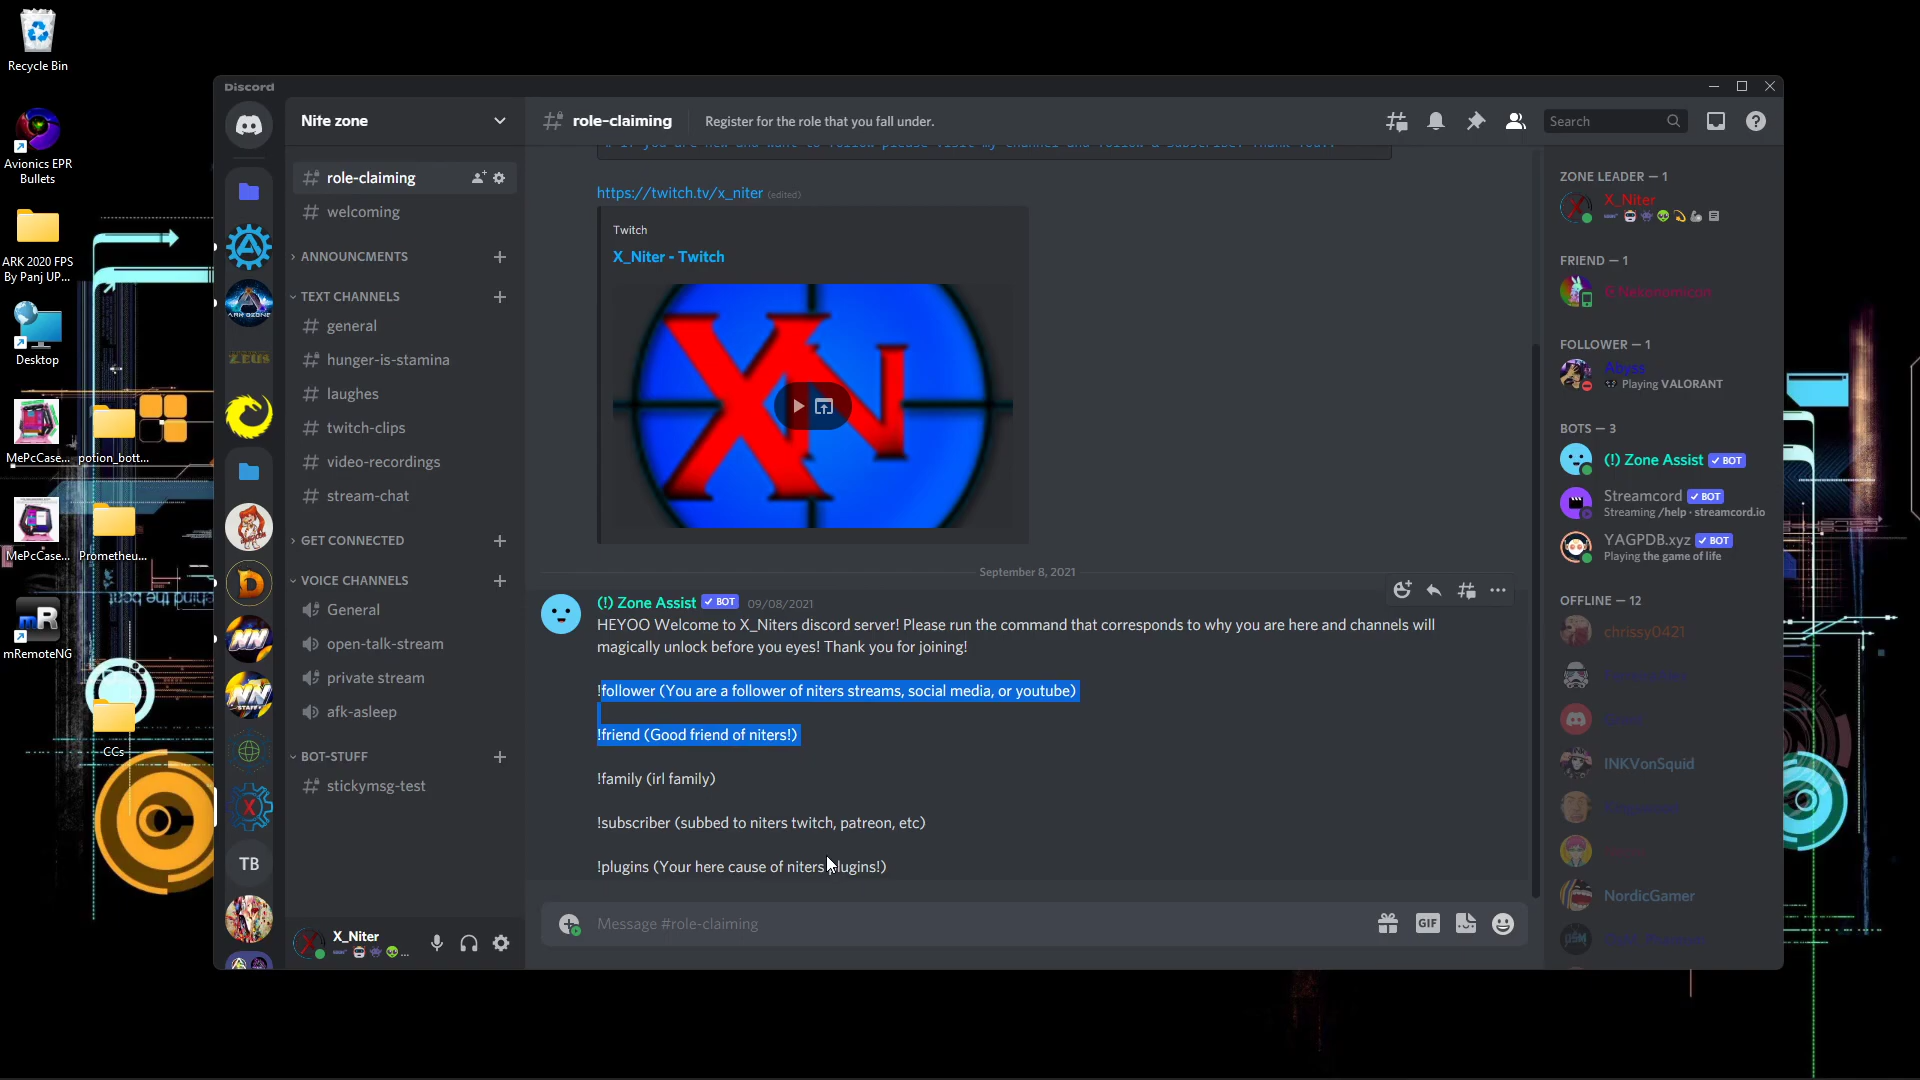 Recycle Bin
Avionics EPR
Bullets
ARK 2020 FPS
By Panj UP...
Desktop
MePcCase...
potion_bott...
MePcCase...
Prometheu...
mRemoteNG
CCs
Discord
Nite zone
role-claiming
welcoming
ANNOUNCMENTS
TEXT CHANNELS
general
hunger-is-stamina
laughes
twitch-clips
video-recordings
stream-chat
GET CONNECTED
VOICE CHANNELS
General
open-talk-stream
private stream
afk-asleep
BOT-STUFF
stickymsg-test
ZEUS
TB
X_Niter
role-claiming
Register for the role that you fall under.
Search
https://twitch.tv/x_niter (edited)
Twitch
X_Niter - Twitch
XN
September 8, 2021
(!) Zone Assist BOT 09/08/2021
HEYOO Welcome to X_Niters discord server! Please run the command that corresponds to why you are here and channels will
magically unlock before you eyes! Thank you for joining!
!follower (You are a follower of niters streams, social media, or youtube)
!friend (Good friend of niters!)
!family (irl family)
!subscriber (subbed to niters twitch, patreon, etc)
!plugins (Your here cause of niters plugins!)
Message #role-claiming
GIF
ZONE LEADER — 1
X_Niter
FRIEND — 1
FOLLOWER — 1
Abyss
Playing VALORANT
BOTS — 3
(!) Zone Assist BOT
Streamcord BOT
Streaming /help · streamcord.io
YAGPDB.xyz BOT
Playing the game of life
OFFLINE — 12
chrissy0421
INKVonSquid
NordicGamer